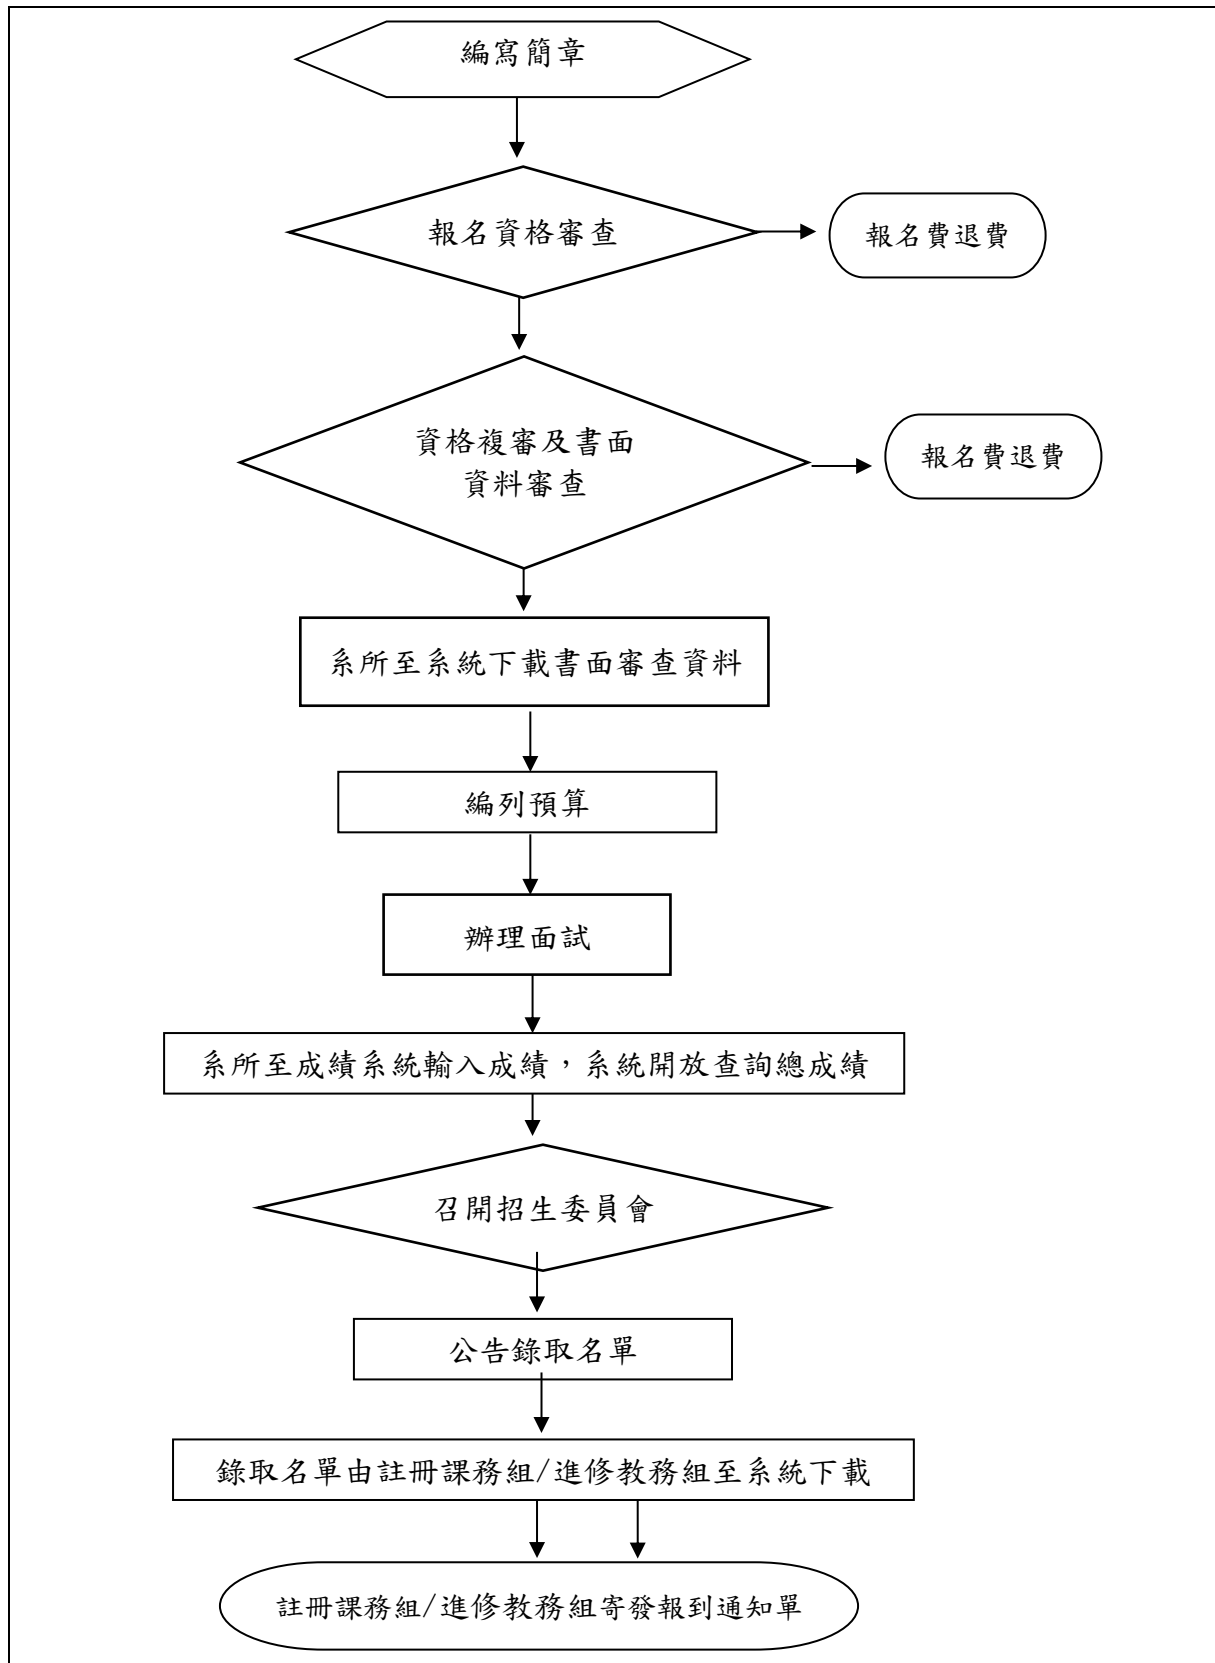 編寫簡章
報名資格審查
報名費退費
資格複審及書面
資料審查
報名費退費
系所至系統下載書面審查資料
編列預算
辦理面試
系所至成績系統輸入成績，系統開放查詢總成績
召開招生委員會
公告錄取名單
錄取名單由註冊課務組/進修教務組至系統下載
註冊課務組/進修教務組寄發報到通知單